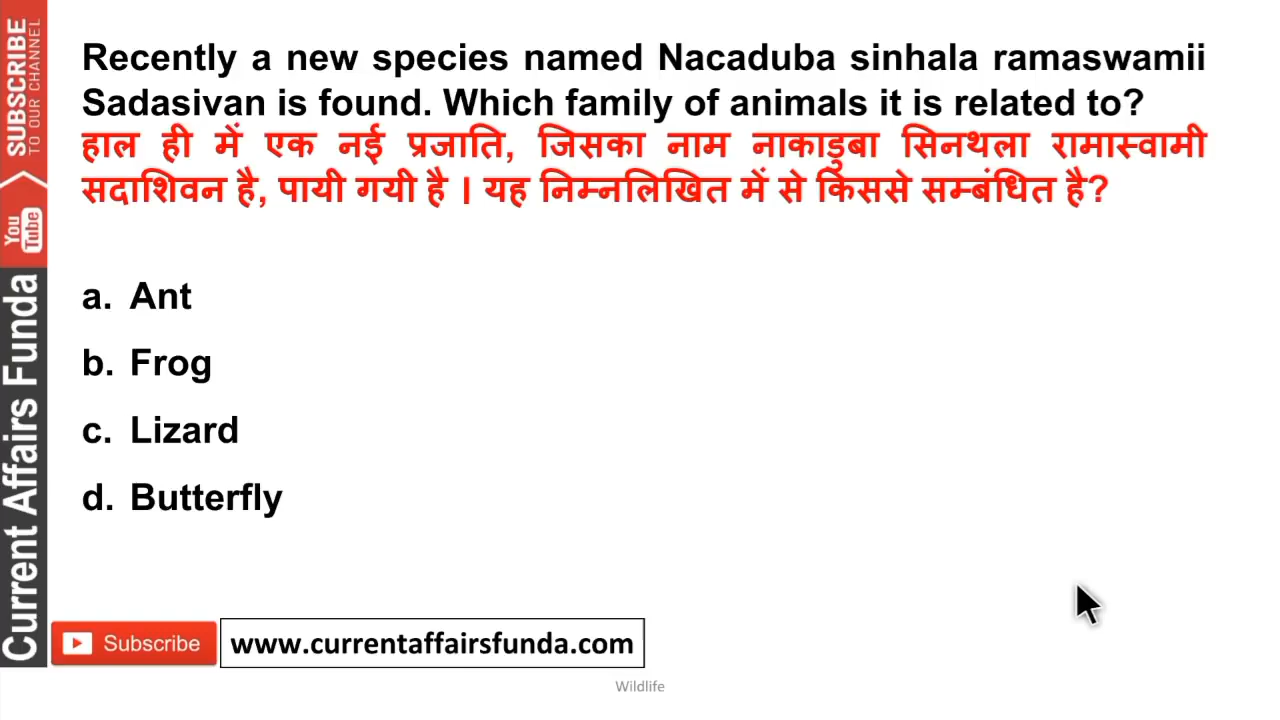 Recently a new species named Nacaduba sinhala ramaswamii
Sadasivan is found. Which family of animals it is related to?
हाल ही में एक नई प्रजाति, जिसका नाम नाकाडुबा सिनथला रामास्वामी
सदाशिवन है, पायी गयी है | यह निम्नलिखित में से किससे सम्बंधित है?
a. Ant
b. Frog
c. Lizard
d. Butterfly
SUBSCRIBE
TO OUR CHANNEL
You
Tube
Current Affairs Funda
Subscribe
www.currentaffairsfunda.com
Wildlife